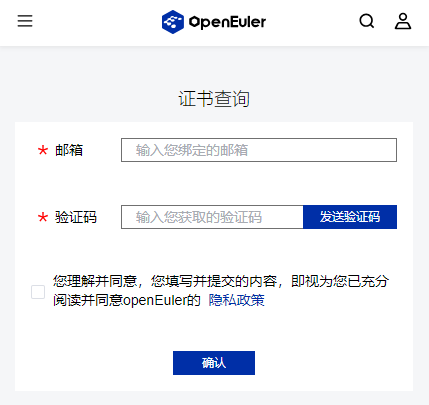 OpenEuler
证书查询
* 邮箱 输入您绑定的邮箱
* 验证码 输入您获取的验证码 发送验证码
您理解并同意，您填写并提交的内容，即视为您已充分
阅读并同意openEuler的 隐私政策
确认